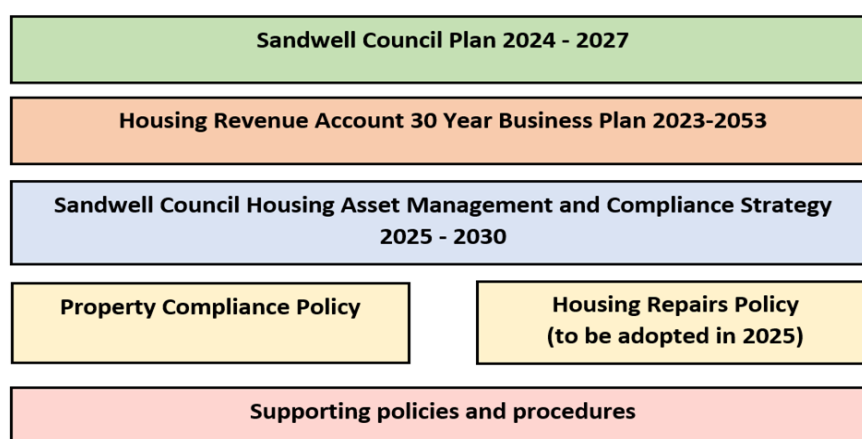 Sandwell Council Plan 2024 - 2027
Housing Revenue Account 30 Year Business Plan 2023-2053
Sandwell Council Housing Asset Management and Compliance Strategy
2025 - 2030
Property Compliance Policy
Housing Repairs Policy
(to be adopted in 2025)
Supporting policies and procedures